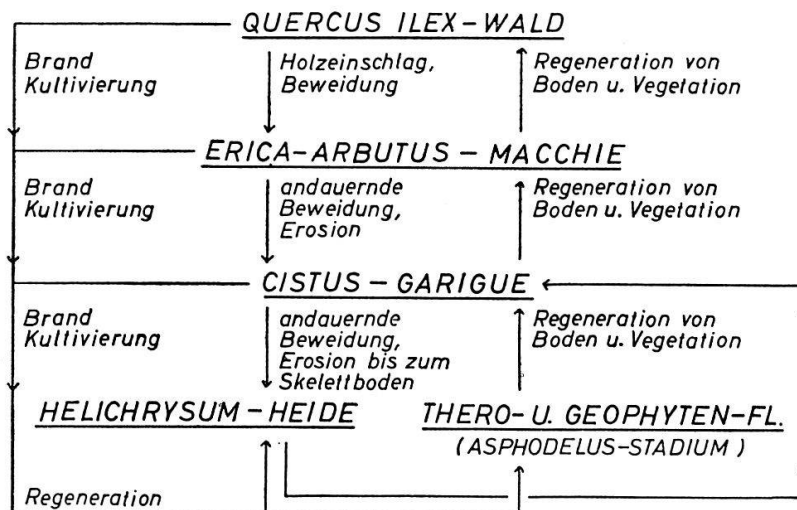 QUERCUS ILEX-WALD
Brand
Kultivierung
Holzeinschlag,
Beweidung
Regeneration von
Boden u. Vegetation
ERICA-ARBUTUS-MACCHIE
Brand
Kultivierung
andauernde
Beweidung,
Erosion
Regeneration von
Boden u. Vegetation
CISTUS-GARIGUE
Brand
Kultivierung
andauernde
Beweidung,
Erosion bis zum
Skelettboden
Regeneration von
Boden u. Vegetation
HELICHRYSUM-HEIDE
THERO- U. GEOPHYTEN-FL.
(ASPHODELUS-STADIUM)
Regeneration